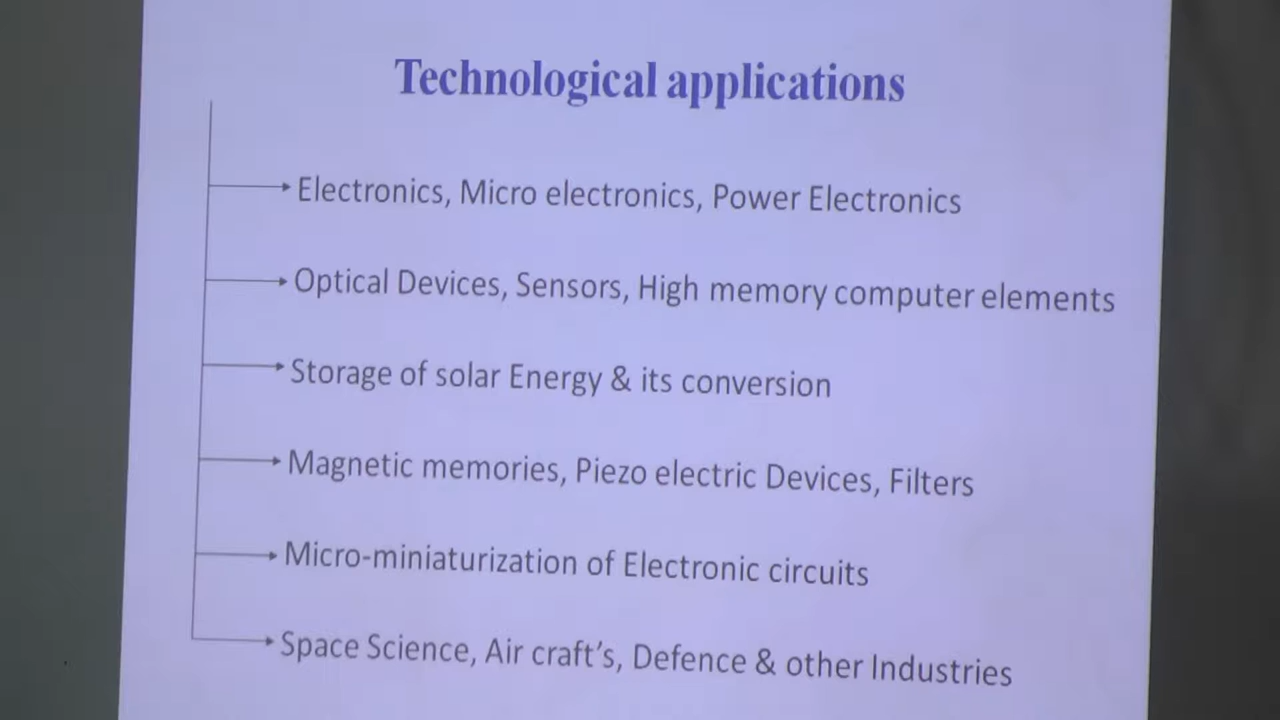 Technological applications
Electronics, Micro electronics, Power Electronics
Optical Devices, Sensors, High memory computer elements
Storage of solar Energy & its conversion
Magnetic memories, Piezo electric Devices, Filters
Micro-miniaturization of Electronic circuits
Space Science, Air craft's, Defence & other Industries